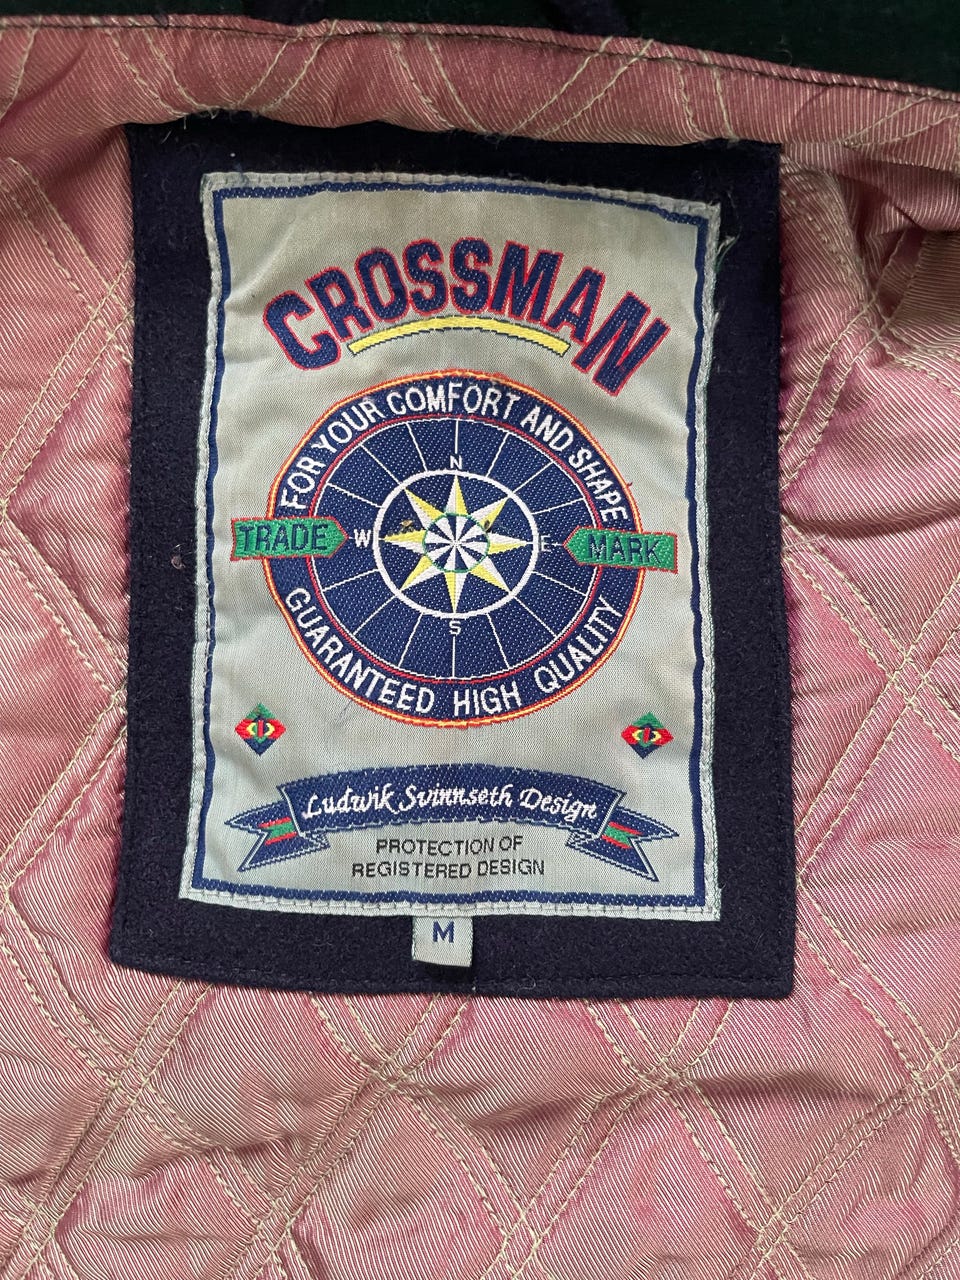 CROSSMAN
FOR YOUR COMFORT AND SHAPE
N
TRADE W E MARK
S
GUARANTEED HIGH QUALITY
Ludwik Svinnseth Design
PROTECTION OF
REGISTERED DESIGN
M